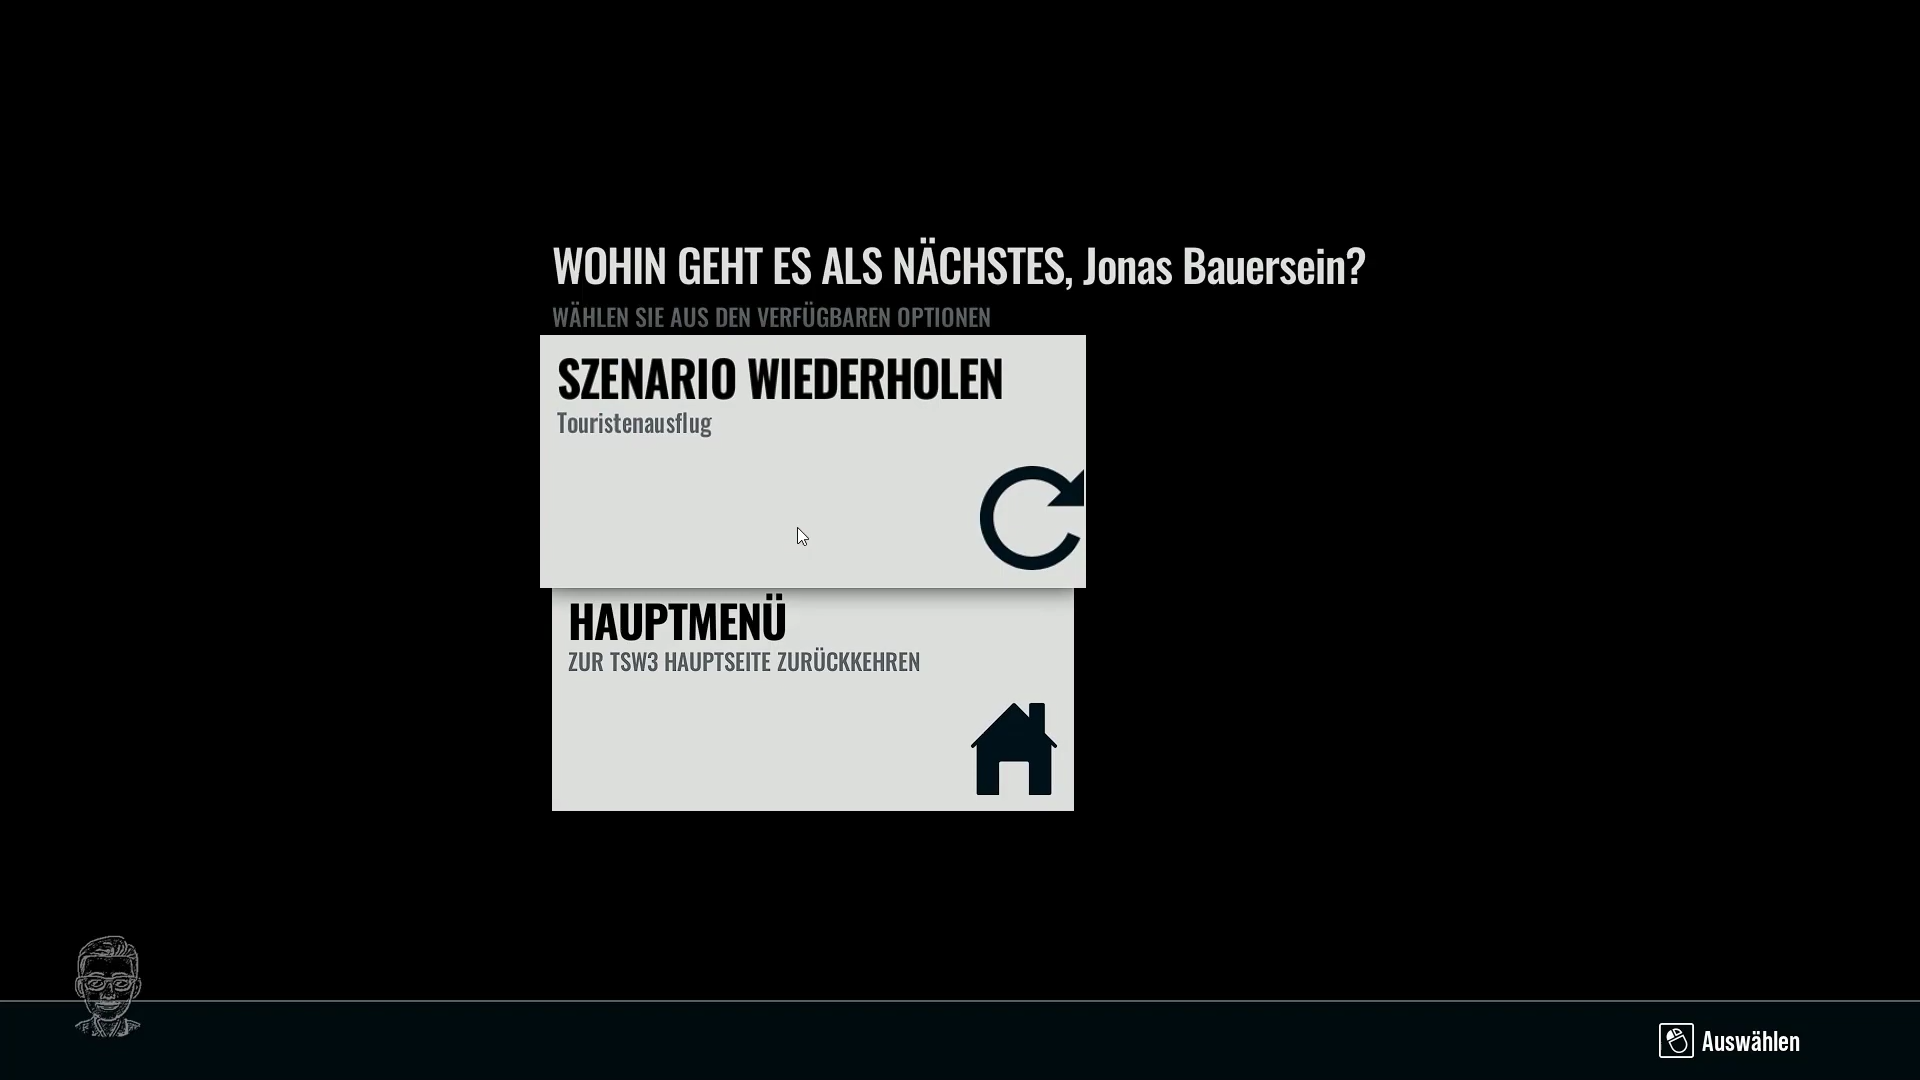 WOHIN GEHT ES ALS NÄCHSTES, Jonas Bauersein?
WÄHLEN SIE AUS DEN VERFÜGBAREN OPTIONEN
SZENARIO WIEDERHOLEN
Touristenausflug
HAUPTMENÜ
ZUR TSW3 HAUPTSEITE ZURÜCKKEHREN
Auswählen